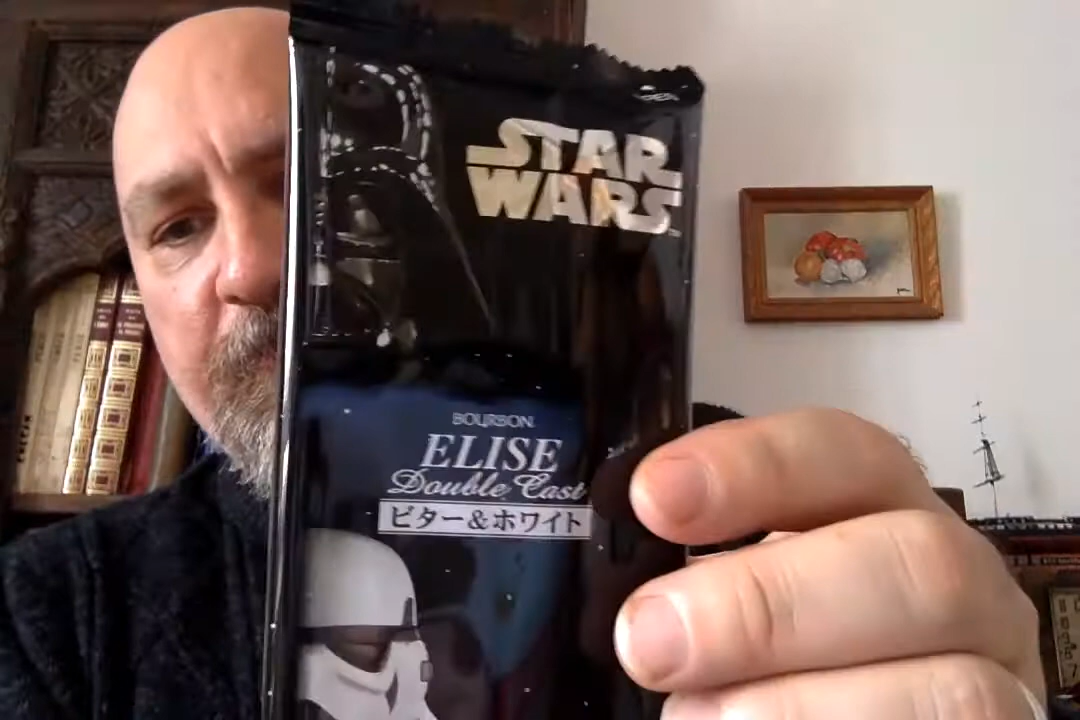 STAR
WARS
BOURBON
ELISE
Double Cast
ビター&ホワイト